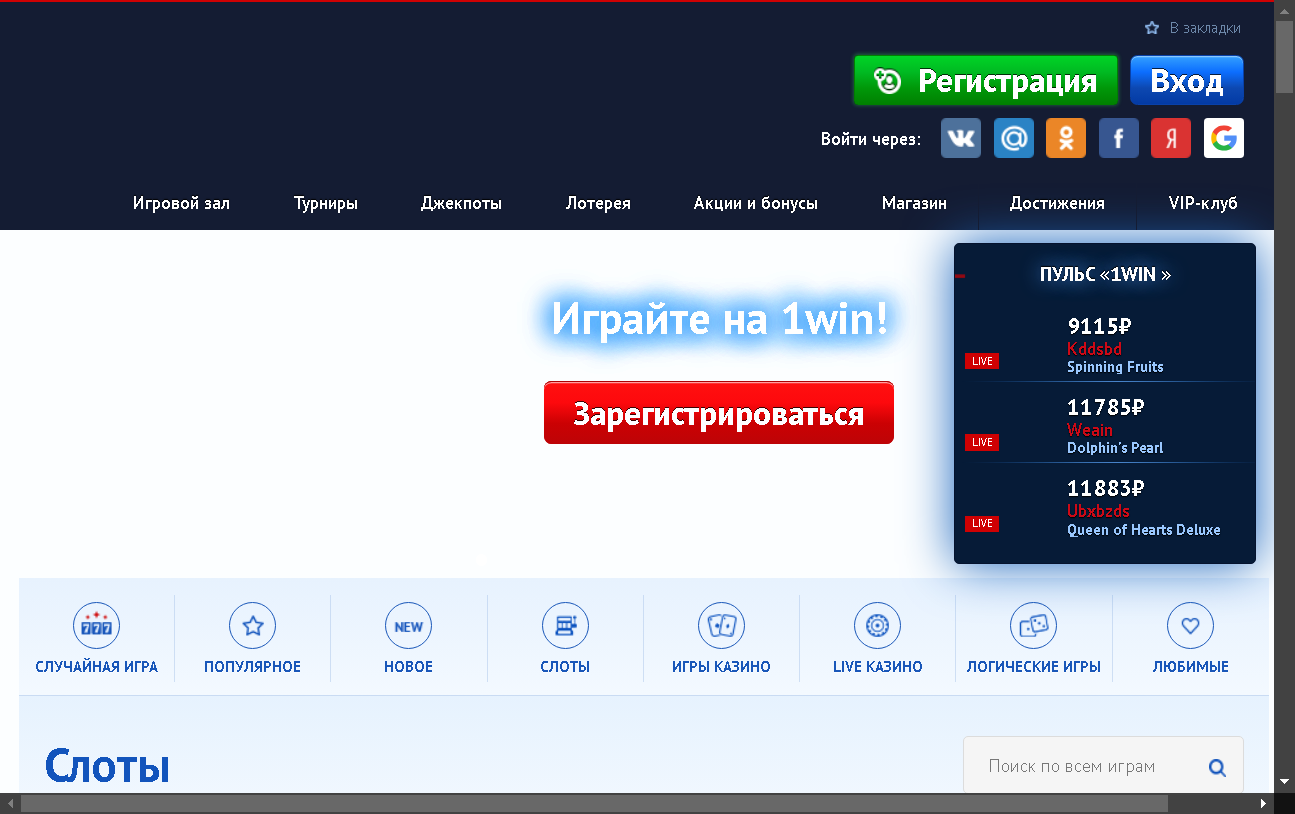 В закладки
Регистрация
Вход
Войти через:
Игровой зал
Турниры
Джекпоты
Лотерея
Акции и бонусы
Магазин
Достижения
VIP-клуб
Играйте на 1win!
Зарегистрироваться
ПУЛЬС «1WIN »
9115₽
Kddsbd
LIVE
Spinning Fruits
11785₽
Weain
LIVE
Dolphin's Pearl
11883₽
Ubxbzds
LIVE
Queen of Hearts Deluxe
777
NEW
СЛУЧАЙНАЯ ИГРА
ПОПУЛЯРНОЕ
НОВОЕ
СЛОТЫ
ИГРЫ КАЗИНО
LIVE КАЗИНО
ЛОГИЧЕСКИЕ ИГРЫ
ЛЮБИМЫЕ
Слоты
Поиск по всем играм